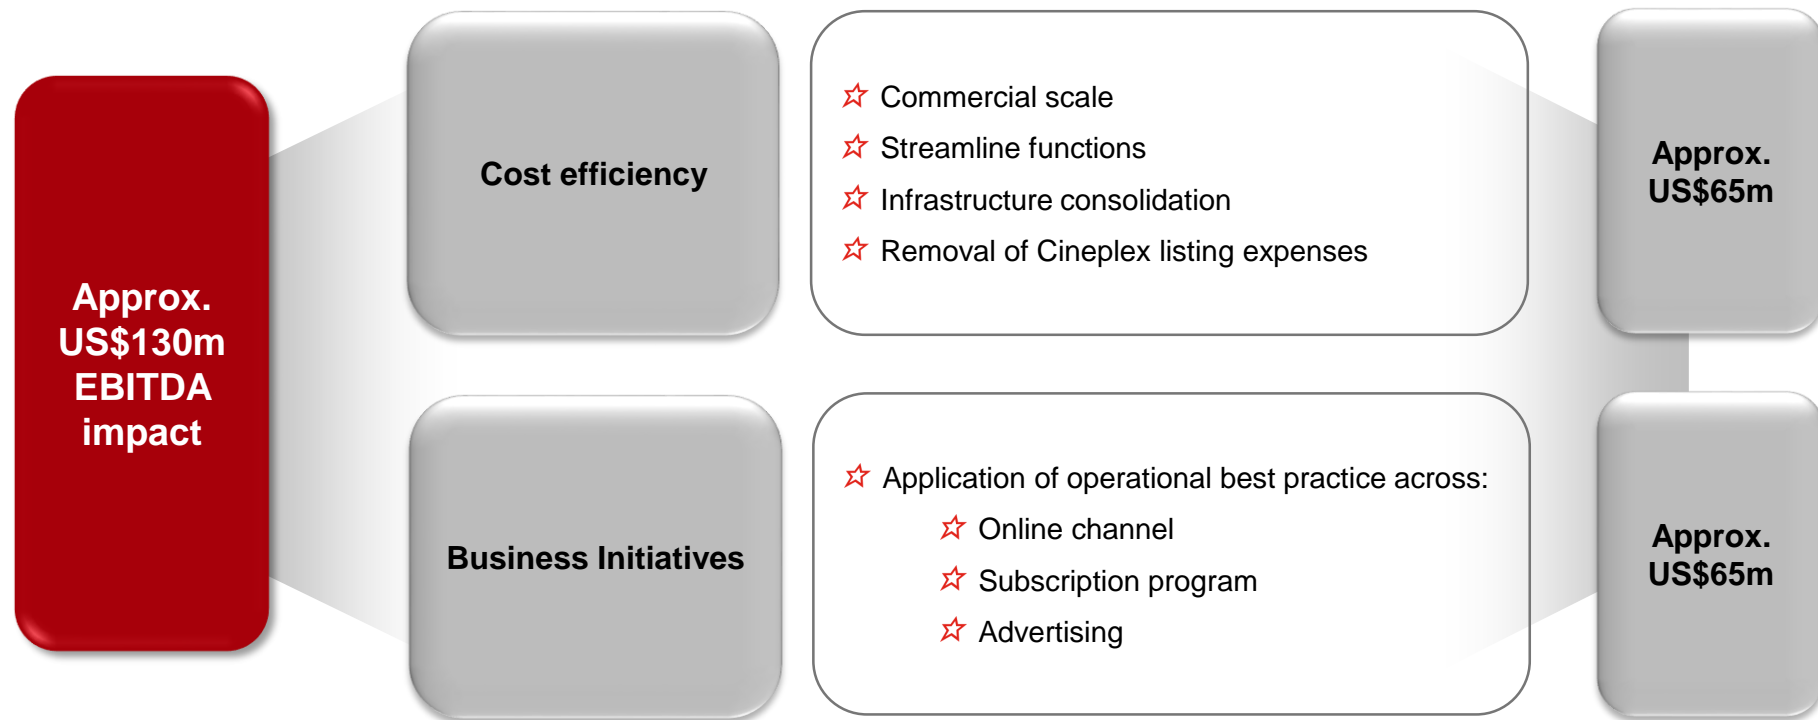 Approx.
US$130m
EBITDA
impact
Cost efficiency
Commercial scale
Streamline functions
Infrastructure consolidation
Removal of Cineplex listing expenses
Approx.
US$65m
Business Initiatives
Application of operational best practice across:
Online channel
Subscription program
Advertising
Approx.
US$65m